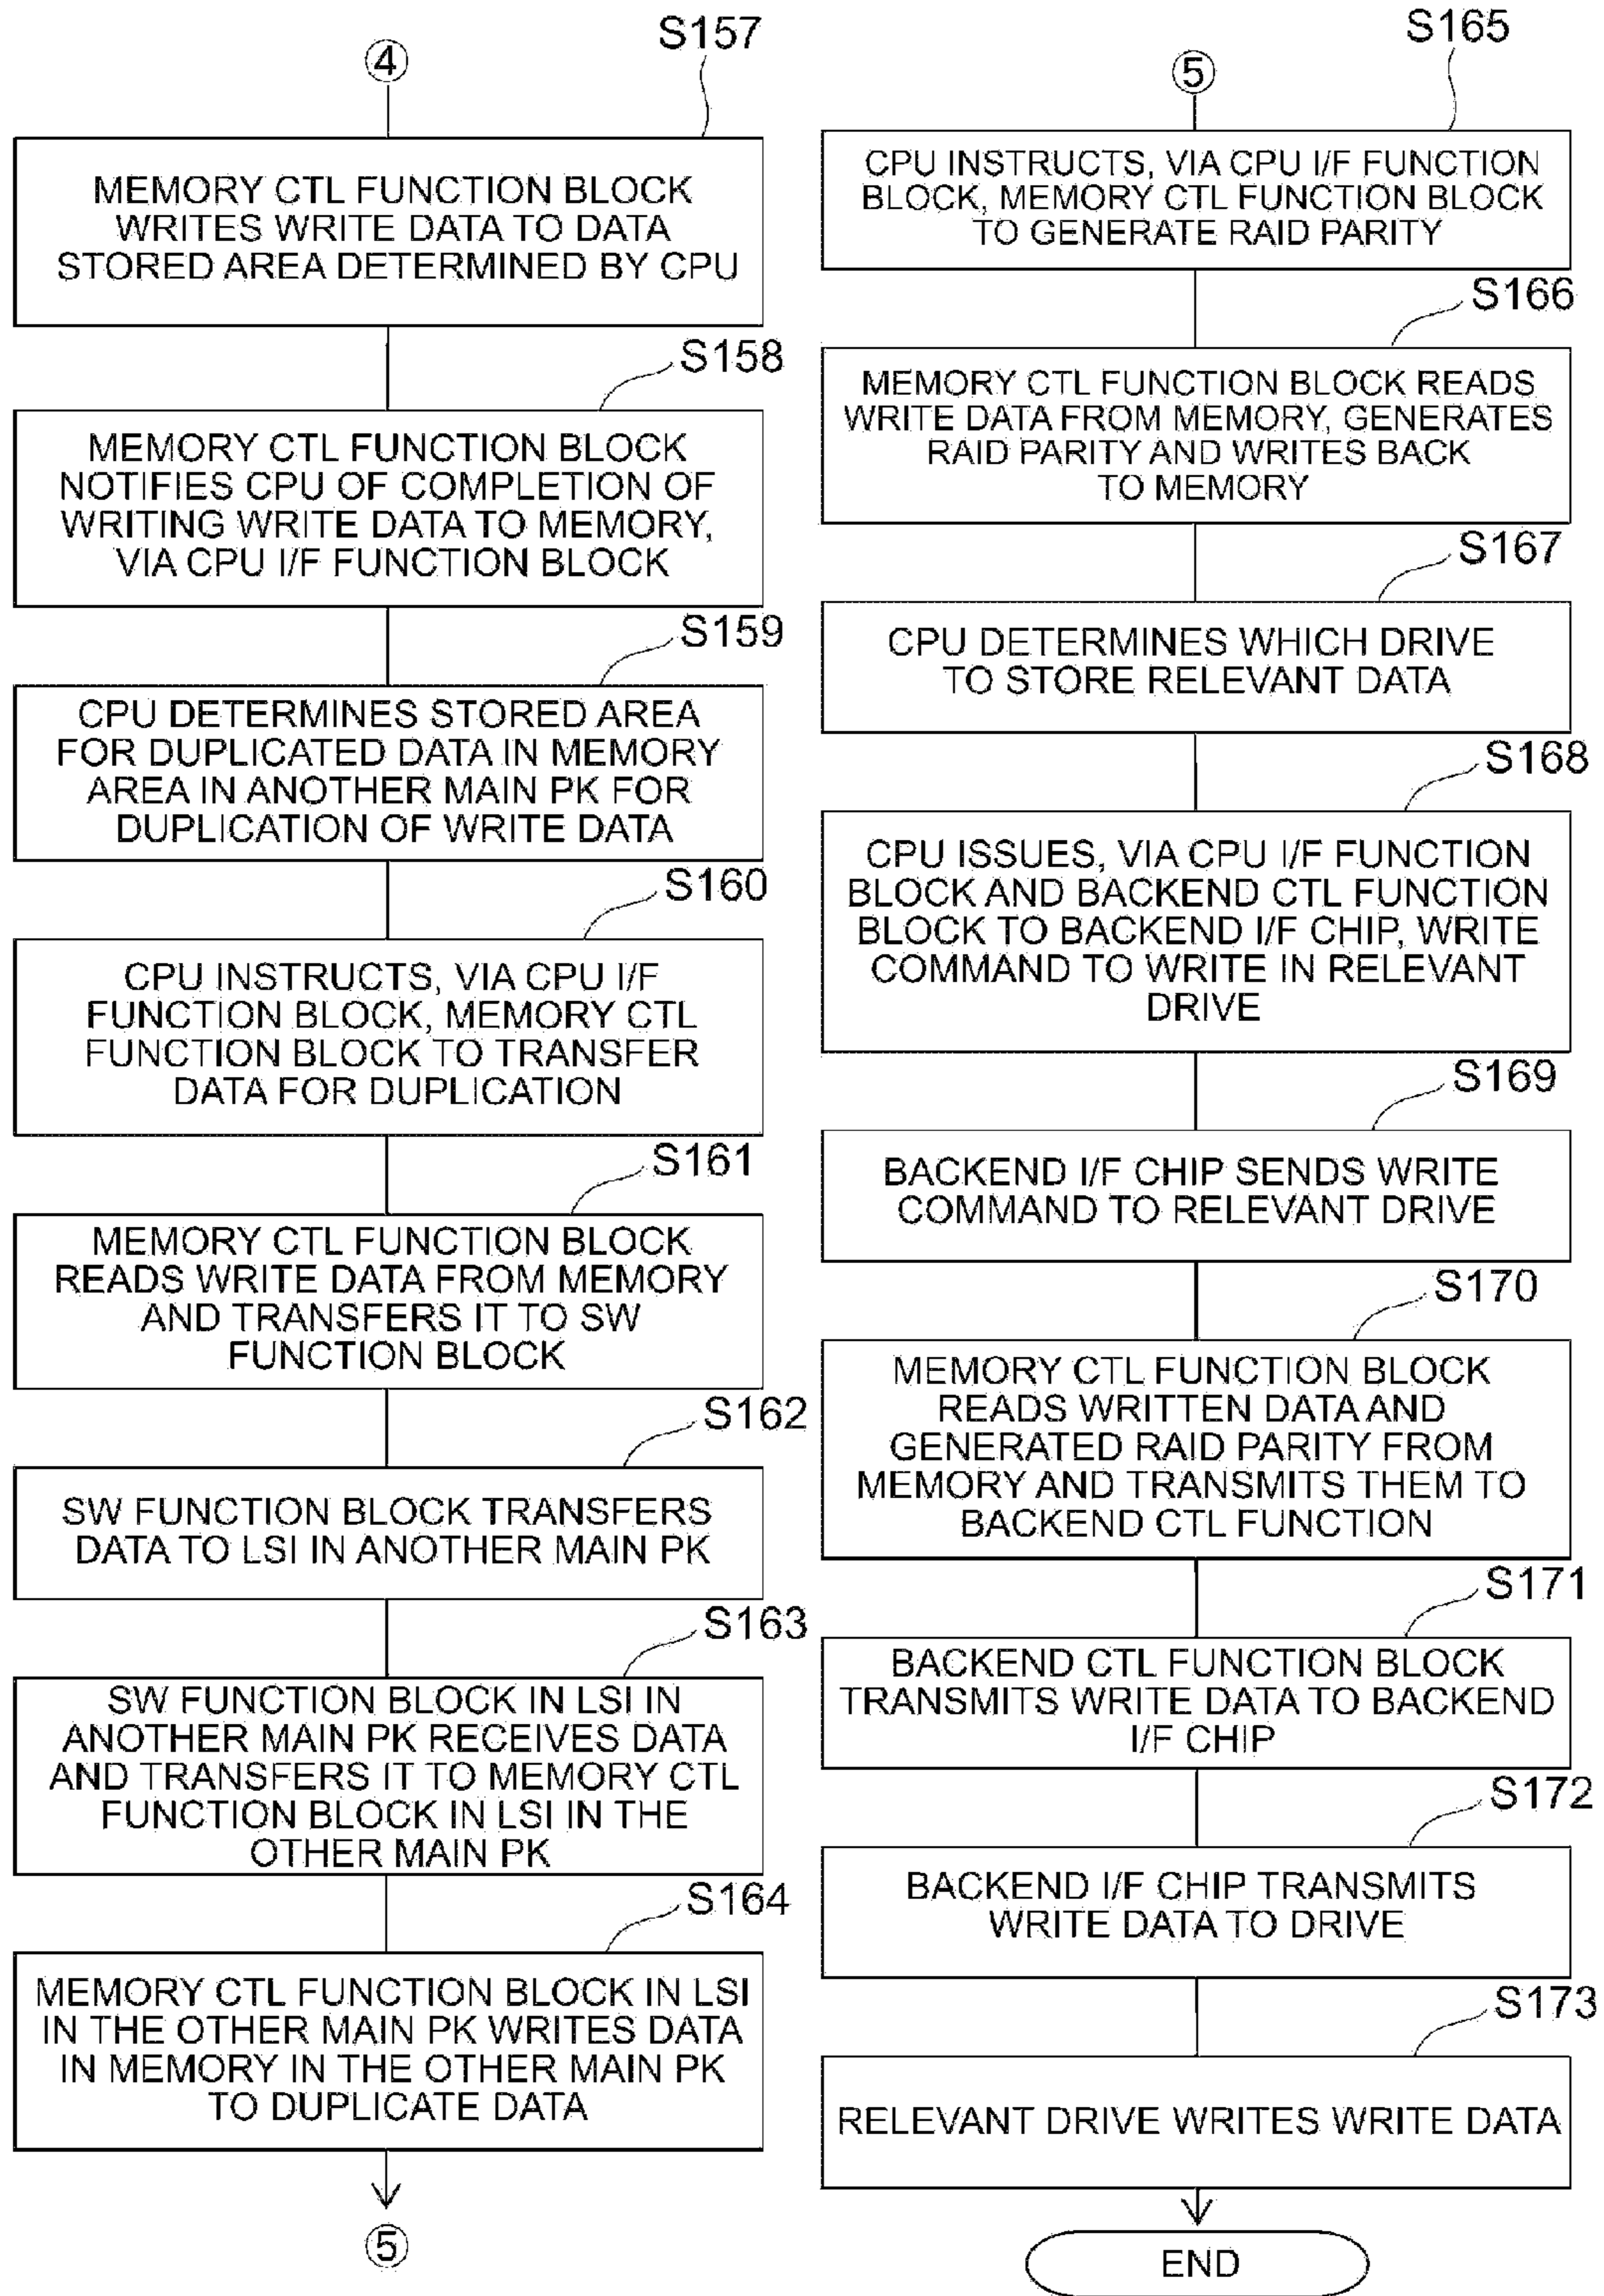 ④
S157
MEMORY CTL FUNCTION BLOCK
WRITES WRITE DATA TO DATA
STORED AREA DETERMINED BY CPU
S158
MEMORY CTL FUNCTION BLOCK
NOTIFIES CPU OF COMPLETION OF
WRITING WRITE DATA TO MEMORY,
VIA CPU I/F FUNCTION BLOCK
S159
CPU DETERMINES STORED AREA
FOR DUPLICATED DATA IN MEMORY
AREA IN ANOTHER MAIN PK FOR
DUPLICATION OF WRITE DATA
S160
CPU INSTRUCTS, VIA CPU I/F
FUNCTION BLOCK, MEMORY CTL
FUNCTION BLOCK TO TRANSFER
DATA FOR DUPLICATION
S161
MEMORY CTL FUNCTION BLOCK
READS WRITE DATA FROM MEMORY
AND TRANSFERS IT TO SW
FUNCTION BLOCK
S162
SW FUNCTION BLOCK TRANSFERS
DATA TO LSI IN ANOTHER MAIN PK
S163
SW FUNCTION BLOCK IN LSI IN
ANOTHER MAIN PK RECEIVES DATA
AND TRANSFERS IT TO MEMORY CTL
FUNCTION BLOCK IN LSI IN THE
OTHER MAIN PK
S164
MEMORY CTL FUNCTION BLOCK IN LSI
IN THE OTHER MAIN PK WRITES DATA
IN MEMORY IN THE OTHER MAIN PK
TO DUPLICATE DATA
⑤
⑤
S165
CPU INSTRUCTS, VIA CPU I/F FUNCTION
BLOCK, MEMORY CTL FUNCTION BLOCK
TO GENERATE RAID PARITY
S166
MEMORY CTL FUNCTION BLOCK READS
WRITE DATA FROM MEMORY, GENERATES
RAID PARITY AND WRITES BACK
TO MEMORY
S167
CPU DETERMINES WHICH DRIVE
TO STORE RELEVANT DATA
S168
CPU ISSUES, VIA CPU I/F FUNCTION
BLOCK AND BACKEND CTL FUNCTION
BLOCK TO BACKEND I/F CHIP, WRITE
COMMAND TO WRITE IN RELEVANT
DRIVE
S169
BACKEND I/F CHIP SENDS WRITE
COMMAND TO RELEVANT DRIVE
S170
MEMORY CTL FUNCTION BLOCK
READS WRITTEN DATA AND
GENERATED RAID PARITY FROM
MEMORY AND TRANSMITS THEM TO
BACKEND CTL FUNCTION
S171
BACKEND CTL FUNCTION BLOCK
TRANSMITS WRITE DATA TO BACKEND
I/F CHIP
S172
BACKEND I/F CHIP TRANSMITS
WRITE DATA TO DRIVE
S173
RELEVANT DRIVE WRITES WRITE DATA
END